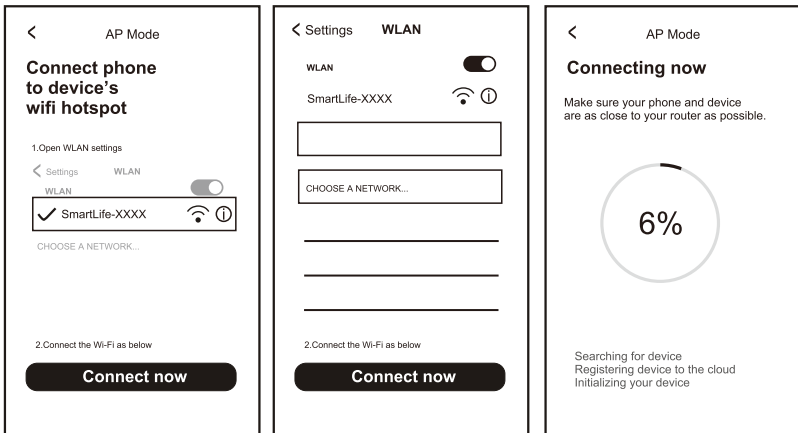 AP Mode
Connect phone
to device's
wifi hotspot
1.Open WLAN settings
Settings WLAN
WLAN
SmartLife-XXXX
CHOOSE A NETWORK...
2.Connect the Wi-Fi as below
Connect now
Settings WLAN
WLAN
SmartLife-XXXX
CHOOSE A NETWORK...
2.Connect the Wi-Fi as below
Connect now
AP Mode
Connecting now
Make sure your phone and device
are as close to your router as possible.
6%
Searching for device
Registering device to the cloud
Initializing your device